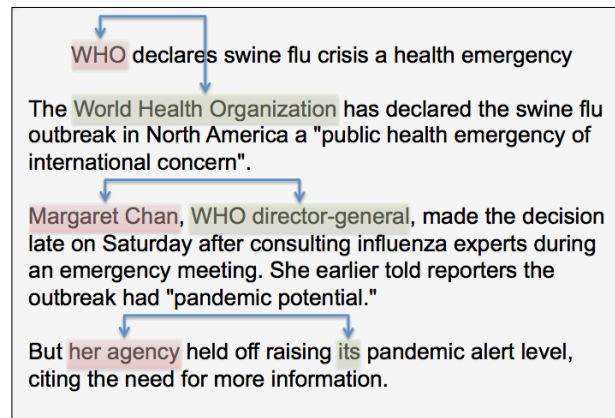 WHO declares swine flu crisis a health emergency
The World Health Organization has declared the swine flu
outbreak in North America a "public health emergency of
international concern".
Margaret Chan, WHO director-general, made the decision
late on Saturday after consulting influenza experts during
an emergency meeting. She earlier told reporters the
outbreak had "pandemic potential."
But her agency held off raising its pandemic alert level,
citing the need for more information.